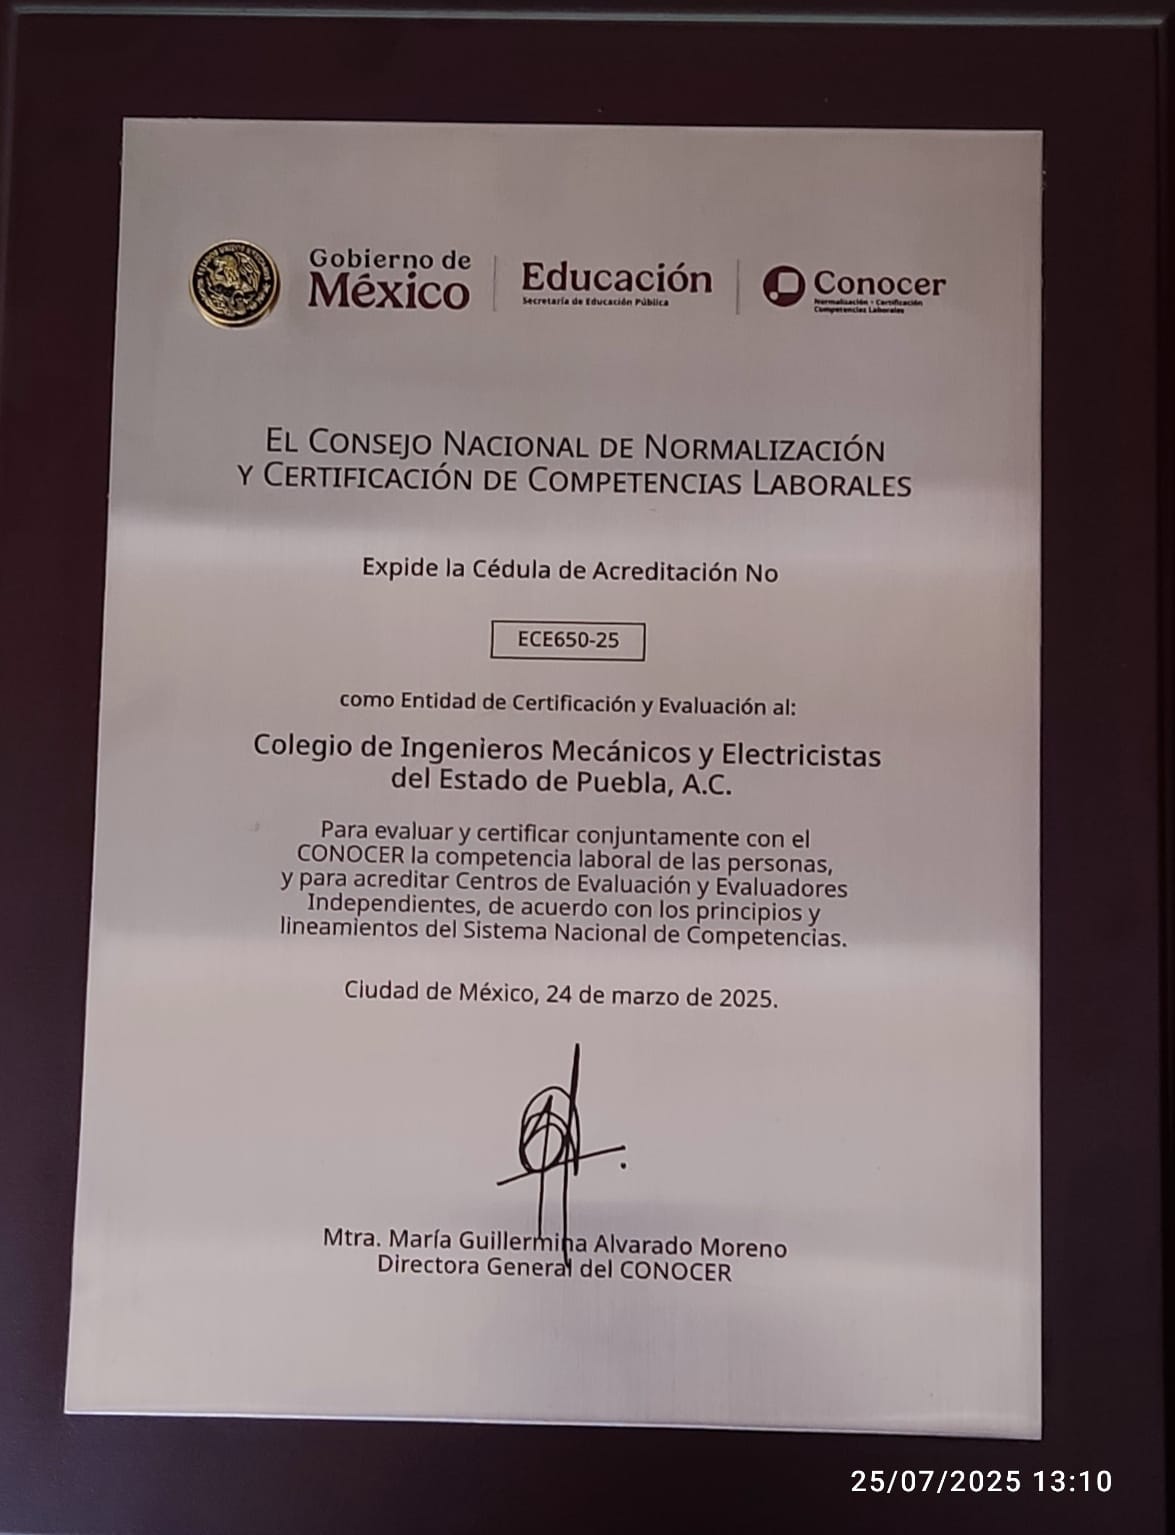 Gobierno de
México
Educación
Secretaría de Educación Pública
Conocer
Normalización • Certificación
Competencias Laborales
EL CONSEJO NACIONAL DE NORMALIZACIÓN
Y CERTIFICACIÓN DE COMPETENCIAS LABORALES
Expide la Cédula de Acreditación No
ECE650-25
como Entidad de Certificación y Evaluación al:
Colegio de Ingenieros Mecánicos y Electricistas
del Estado de Puebla, A.C.
Para evaluar y certificar conjuntamente con el
CONOCER la competencia laboral de las personas,
y para acreditar Centros de Evaluación y Evaluadores
Independientes, de acuerdo con los principios y
lineamientos del Sistema Nacional de Competencias.
Ciudad de México, 24 de marzo de 2025.
Mtra. María Guillermina Alvarado Moreno
Directora General del CONOCER
25/07/2025 13:10